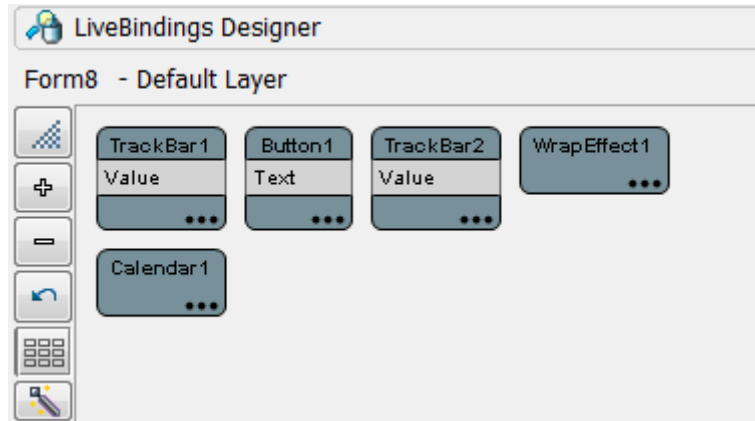 LiveBindings Designer
Form8 - Default Layer
TrackBar1 Button1 TrackBar2 WrapEffect1
Value Text Value
... ... ... ...
Calendar1
...